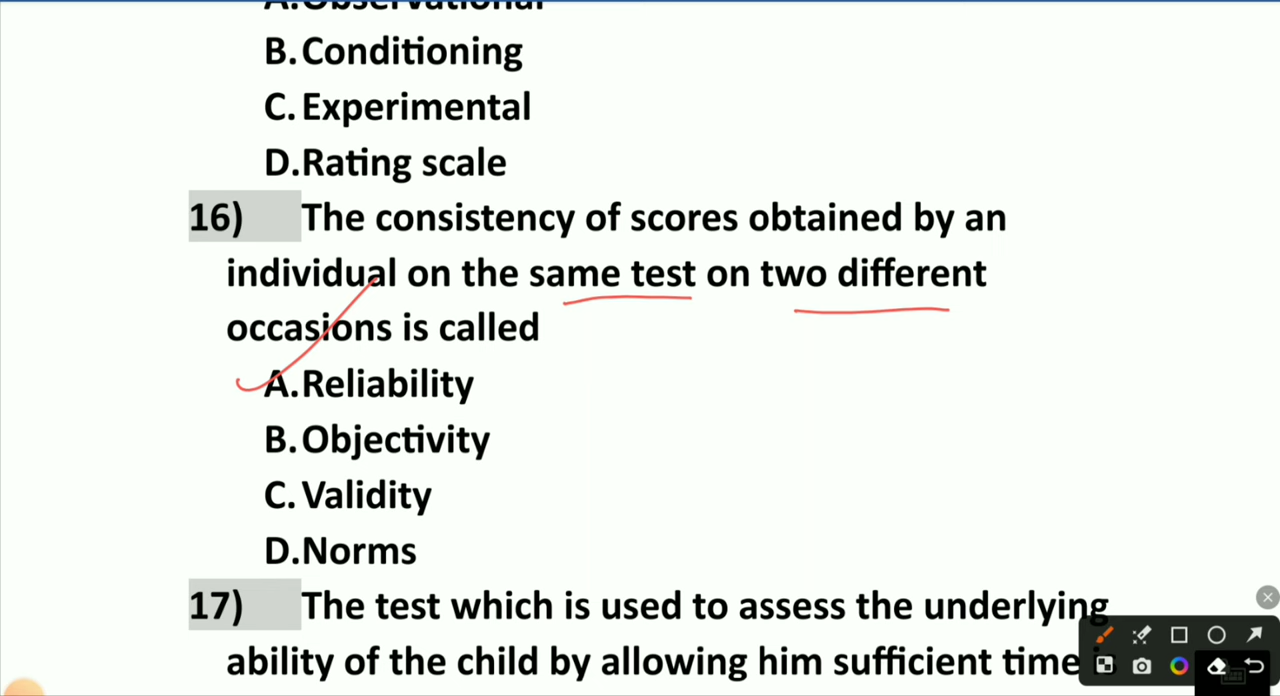 A.Observational
B.Conditioning
C.Experimental
D.Rating scale
16) The consistency of scores obtained by an
individual on the same test on two different
occasions is called
A.Reliability
B.Objectivity
C.Validity
D.Norms
17) The test which is used to assess the underlying
ability of the child by allowing him sufficient time